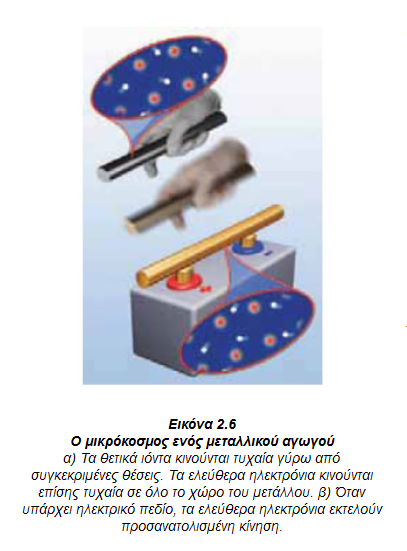 Εικόνα 2.6
Ο μικρόκοσμος ενός μεταλλικού αγωγού
α) Τα θετικά ιόντα κινούνται τυχαία γύρω από
συγκεκριμένες θέσεις. Τα ελεύθερα ηλεκτρόνια κινούνται
επίσης τυχαία σε όλο το χώρο του μετάλλου. β) Όταν
υπάρχει ηλεκτρικό πεδίο, τα ελεύθερα ηλεκτρόνια εκτελούν
προσανατολισμένη κίνηση.